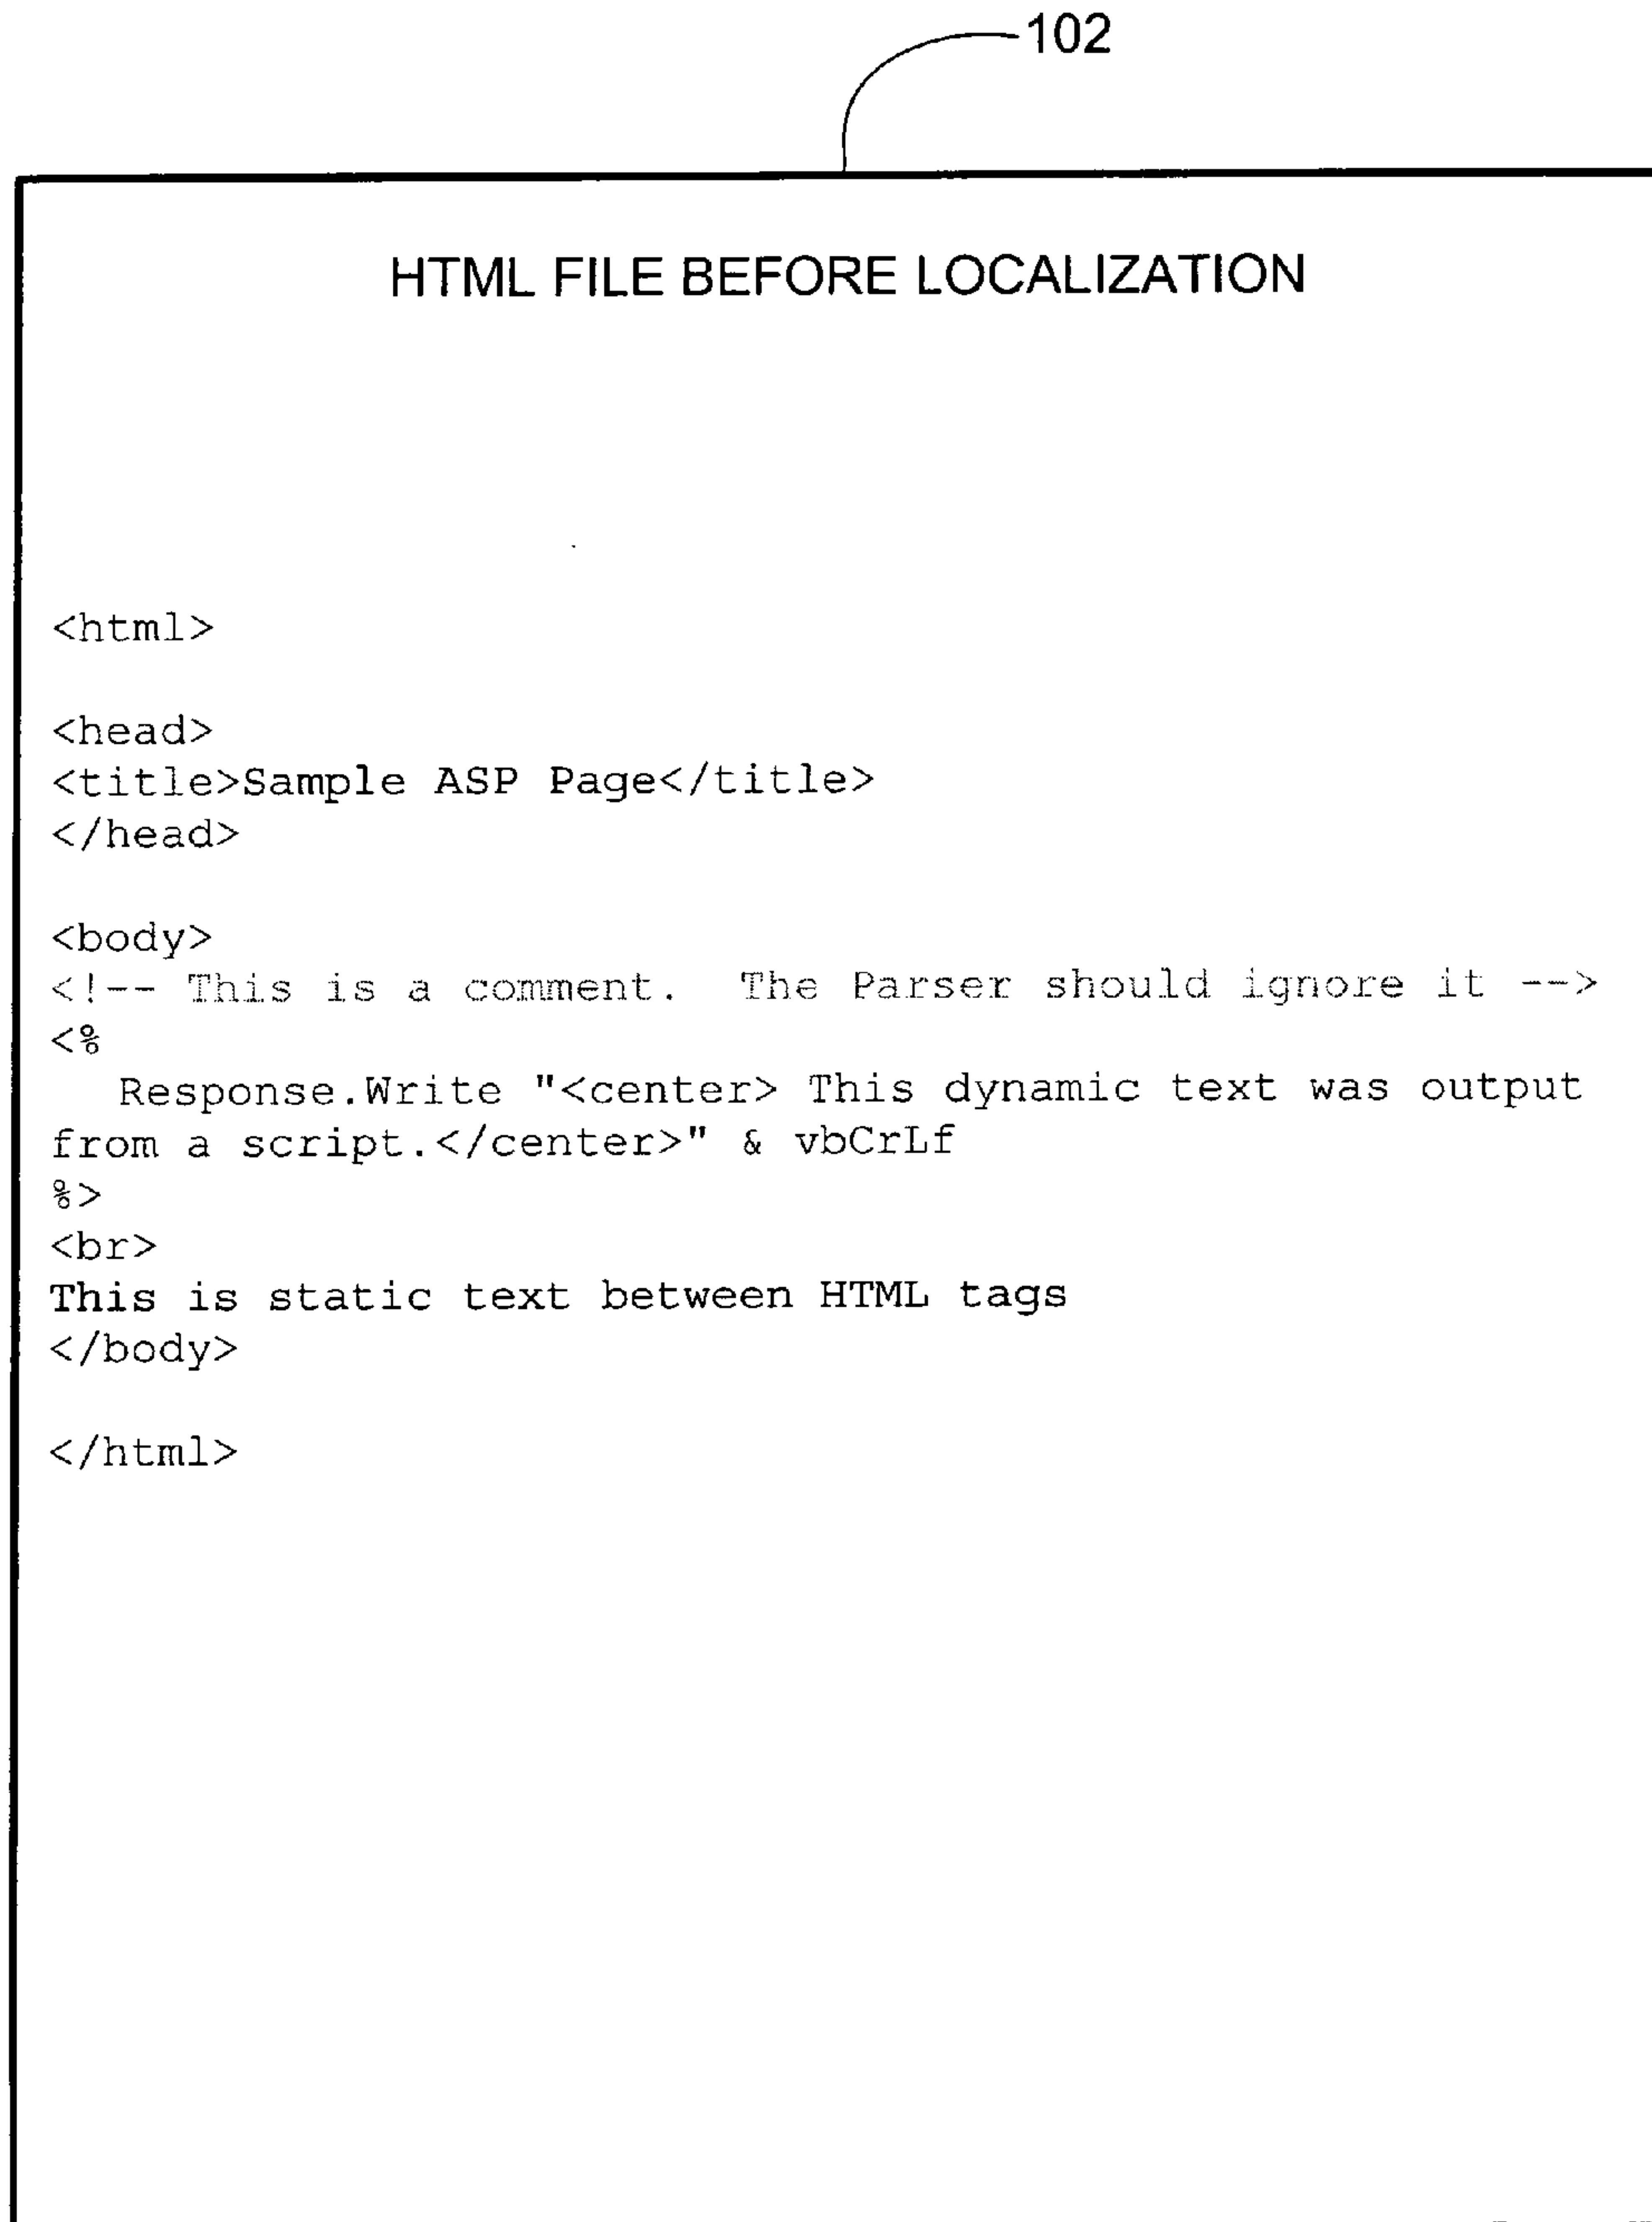 102
HTML FILE BEFORE LOCALIZATION
<html>
<head>
<title>Sample ASP Page</title>
</head>
<body>
<!-- This is a comment.  The Parser should ignore it -->
<%
  Response.Write "<center> This dynamic text was output
from a script.</center>" & vbCrLf
%>
<br>
This is static text between HTML tags
</body>
</html>